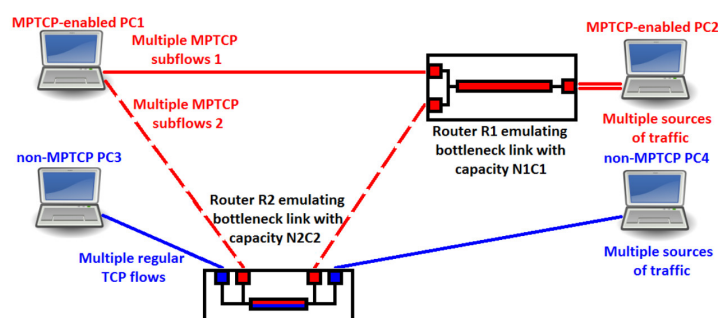 MPTCP-enabled PC1
Multiple MPTCP
subflows 1
MPTCP-enabled PC2
Multiple MPTCP
subflows 2
Multiple sources
of traffic
Router R1 emulating
bottleneck link with
capacity N1C1
non-MPTCP PC3
non-MPTCP PC4
Router R2 emulating
bottleneck link with
capacity N2C2
Multiple regular
TCP flows
Multiple sources
of traffic